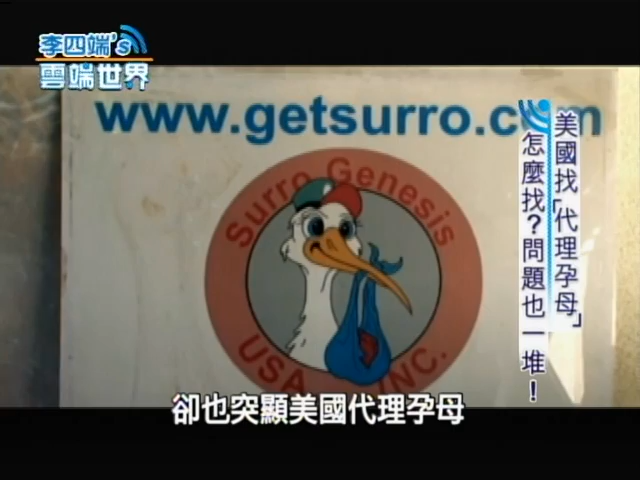 李四端's
雲端世界
www.getsurro.com
美國找「代理孕母」
怎麼找?問題也一堆!
Surro Genesis
USA, INC.
卻也突顯美國代理孕母